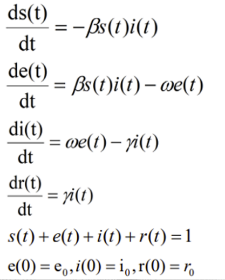 ds(t)/dt = −βs(t)i(t)
de(t)/dt = βs(t)i(t) − ωe(t)
di(t)/dt = ωe(t) − γi(t)
dr(t)/dt = γi(t)
s(t) + e(t) + i(t) + r(t) = 1
e(0) = e₀, i(0) = i₀, r(0) = r₀